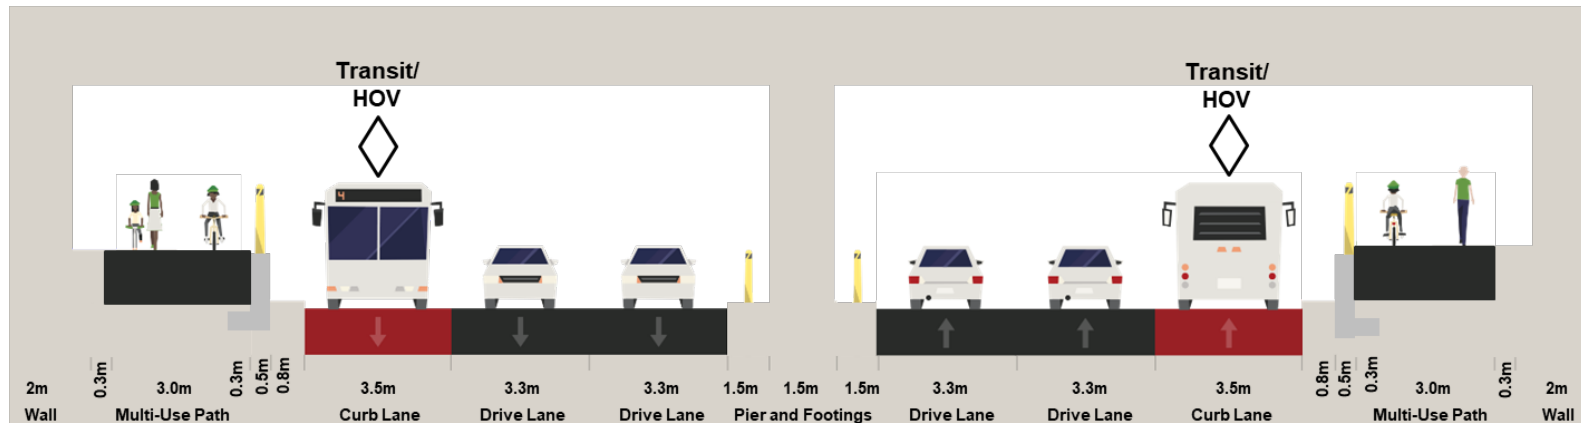 Transit/
HOV
Transit/
HOV
4
2m
0.3m
3.0m
0.3m
0.5m
0.8m
3.5m
3.3m
3.3m
1.5m
1.5m
1.5m
3.3m
3.3m
3.5m
0.8m
0.5m
0.3m
3.0m
0.3m
2m
Wall
Multi-Use Path
Curb Lane
Drive Lane
Drive Lane
Pier and Footings
Drive Lane
Drive Lane
Curb Lane
Multi-Use Path
Wall